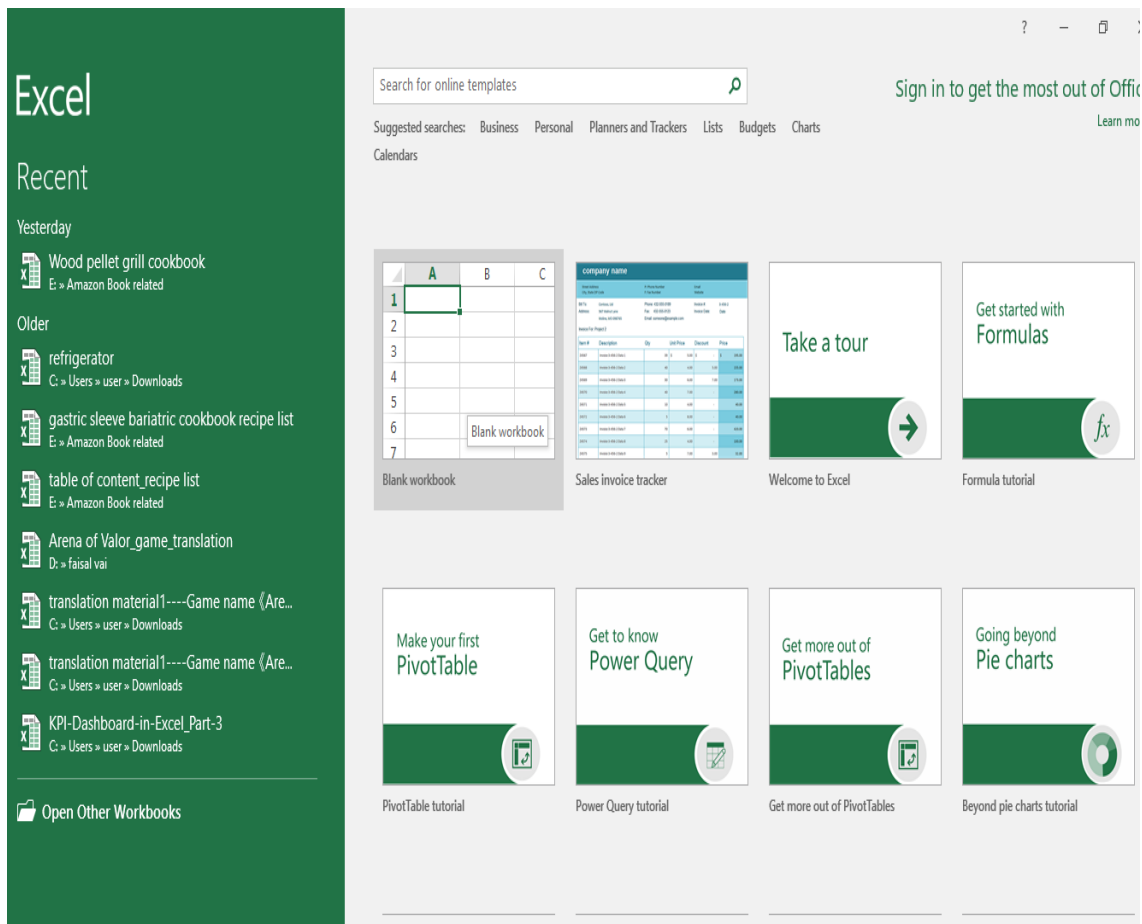 ?
Excel
Recent
Yesterday
Wood pellet grill cookbook
E: » Amazon Book related
Older
refrigerator
C: » Users » user » Downloads
gastric sleeve bariatric cookbook recipe list
E: » Amazon Book related
table of content_recipe list
E: » Amazon Book related
Arena of Valor_game_translation
D: » faisal vai
translation material1----Game name 《Are...
C: » Users » user » Downloads
translation material1----Game name 《Are...
C: » Users » user » Downloads
KPI-Dashboard-in-Excel_Part-3
C: » Users » user » Downloads
Open Other Workbooks
Search for online templates
Sign in to get the most out of Offic
Learn mo
Suggested searches: Business Personal Planners and Trackers Lists Budgets Charts
Calendars
A B C
1
2
3
4
5
6
7
Blank workbook
Blank workbook
company name
Item # Description Qty Unit Price Discount Price
Sales invoice tracker
Take a tour
Welcome to Excel
Get started with
Formulas
fx
Formula tutorial
Make your first
PivotTable
PivotTable tutorial
Get to know
Power Query
Power Query tutorial
Get more out of
PivotTables
Get more out of PivotTables
Going beyond
Pie charts
Beyond pie charts tutorial